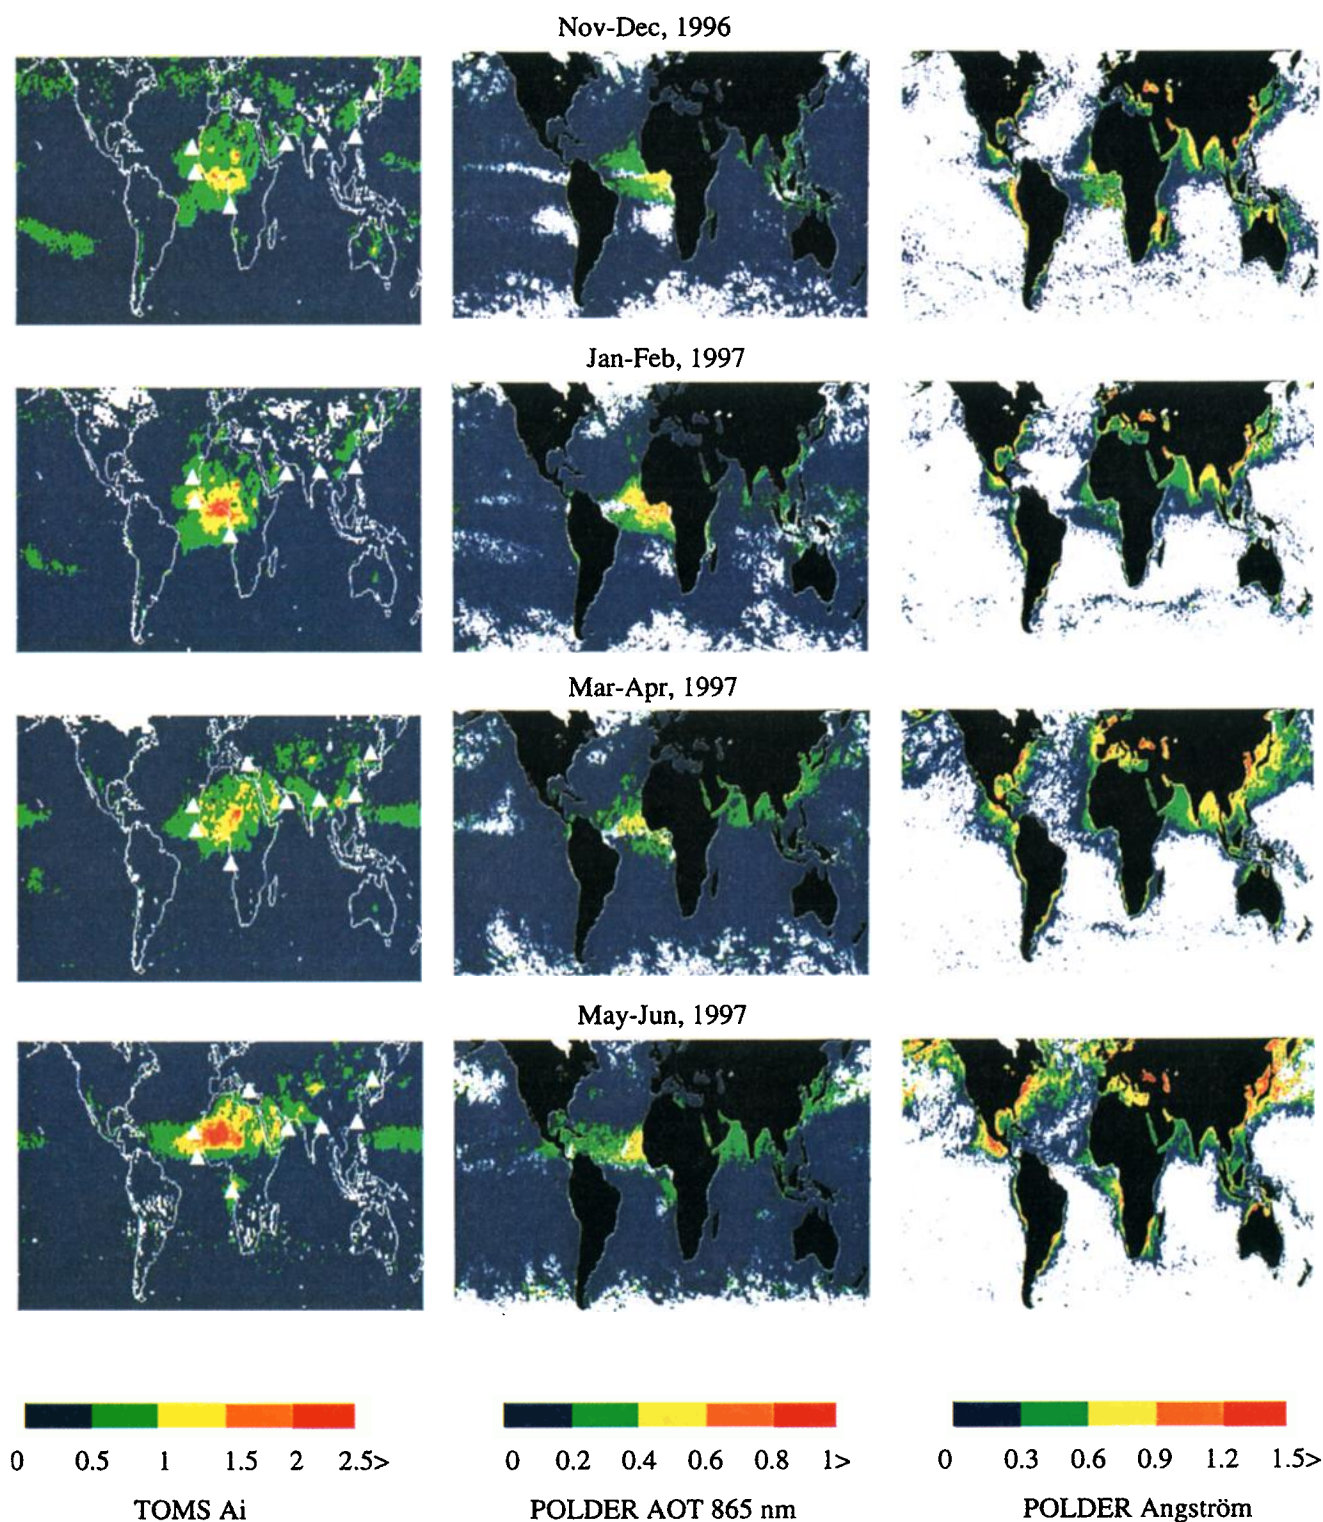 Nov-Dec, 1996
Jan-Feb, 1997
Mar-Apr, 1997
May-Jun, 1997
0 0.5 1 1.5 2 2.5>
0 0.2 0.4 0.6 0.8 1>
0 0.3 0.6 0.9 1.2 1.5>
TOMS Ai
POLDER AOT 865 nm
POLDER Angström